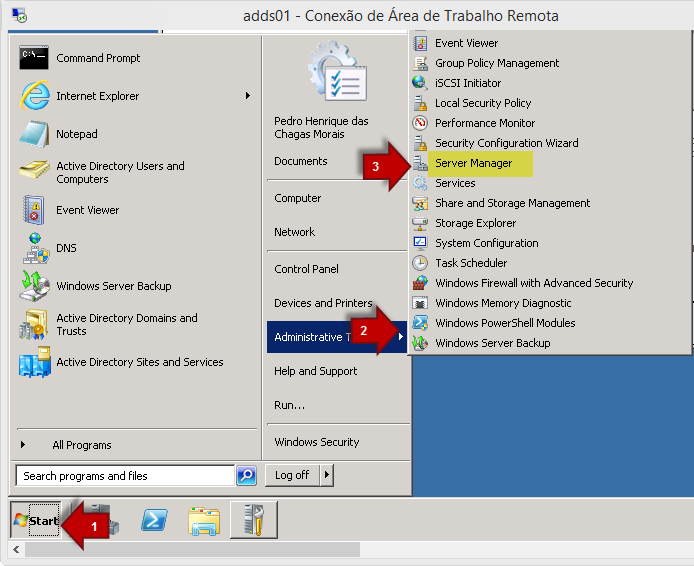 adds01 - Conexão de Área de Trabalho Remota
Command Prompt
Internet Explorer
Notepad
Active Directory Users and
Computers
Event Viewer
DNS
Windows Server Backup
Active Directory Domains and
Trusts
Active Directory Sites and Services
All Programs
Search programs and files
Pedro Henrique das
Chagas Morais
Documents
Computer
Network
Control Panel
Devices and Printers
Administrative T
2
Help and Support
Run...
Windows Security
Log off
Event Viewer
Group Policy Management
iSCSI Initiator
Local Security Policy
Performance Monitor
Security Configuration Wizard
3
Server Manager
Services
Share and Storage Management
Storage Explorer
System Configuration
Task Scheduler
Windows Firewall with Advanced Security
Windows Memory Diagnostic
Windows PowerShell Modules
Windows Server Backup
Start
1